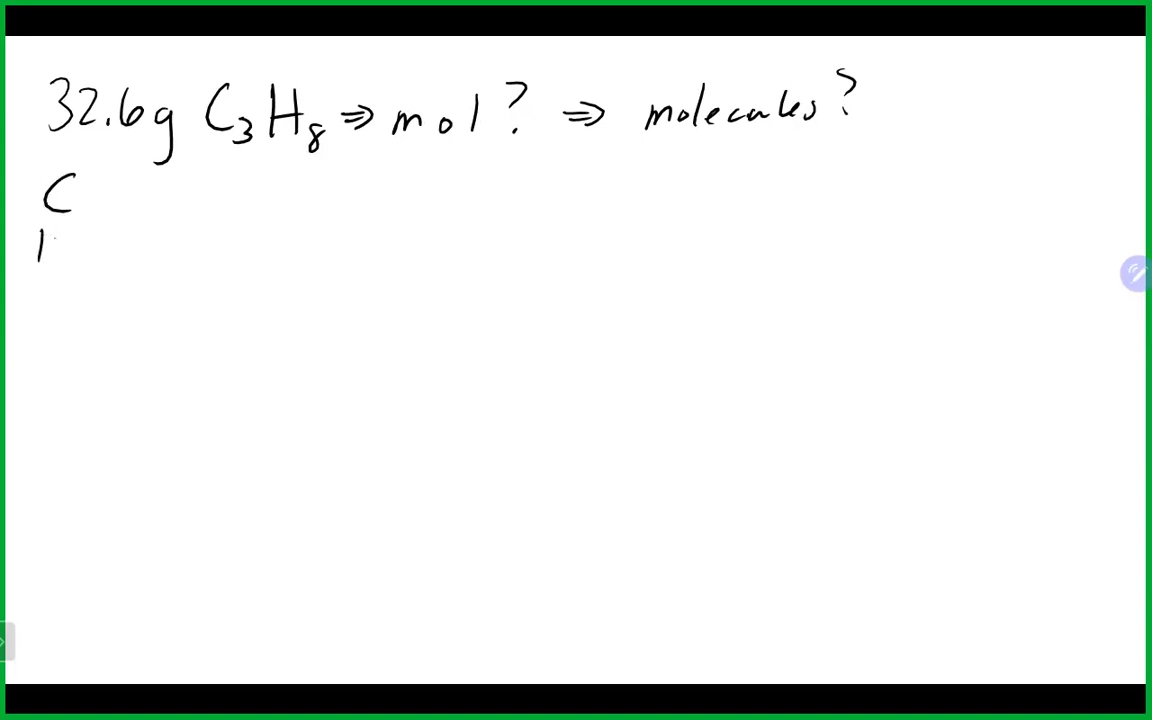 32.6g C₃H₈ ⇒ mol? ⇒ molecules?
C